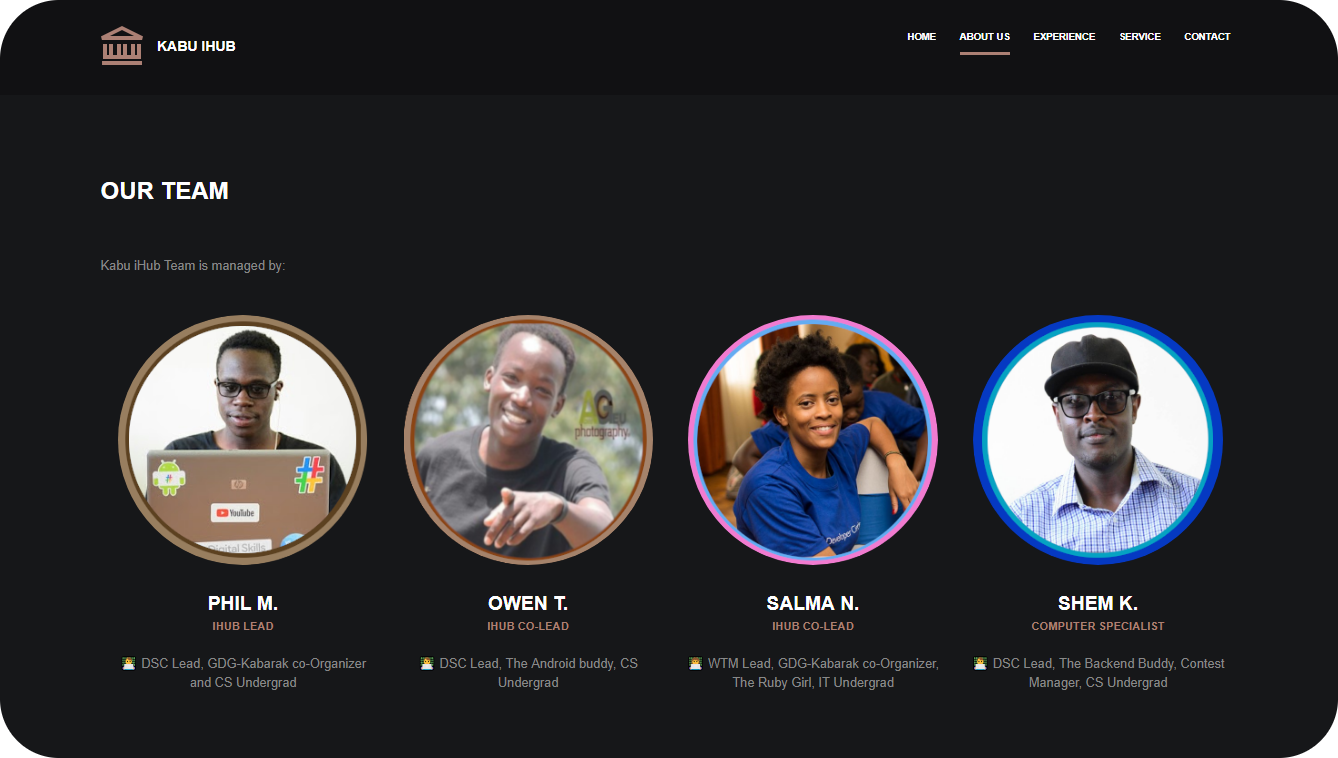 KABU IHUB
HOME ABOUT US EXPERIENCE SERVICE CONTACT
OUR TEAM
Kabu iHub Team is managed by:
#
#
hp
YouTube
Digital Skills
AG
photography.
Developer
PHIL M.
IHUB LEAD
DSC Lead, GDG-Kabarak co-Organizer
and CS Undergrad
OWEN T.
IHUB CO-LEAD
DSC Lead, The Android buddy, CS
Undergrad
SALMA N.
IHUB CO-LEAD
WTM Lead, GDG-Kabarak co-Organizer,
The Ruby Girl, IT Undergrad
SHEM K.
COMPUTER SPECIALIST
DSC Lead, The Backend Buddy, Contest
Manager, CS Undergrad